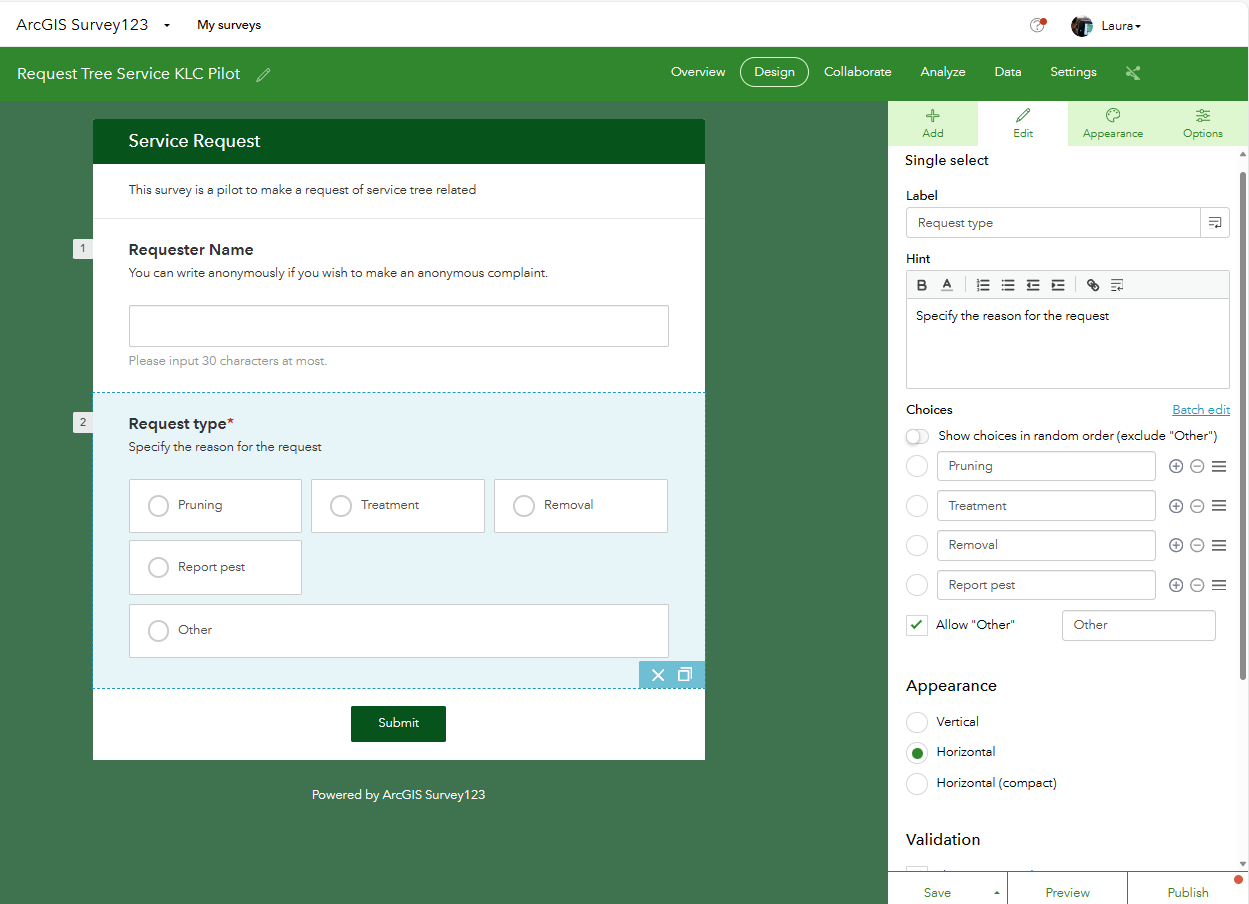 ArcGIS Survey123 My surveys Laura
Request Tree Service KLC Pilot Overview Design Collaborate Analyze Data Settings
Service Request
This survey is a pilot to make a request of service tree related
1 Requester Name
You can write anonymously if you wish to make an anonymous complaint.
Please input 30 characters at most.
2 Request type*
Specify the reason for the request
Pruning Treatment Removal
Report pest
Other
Submit
Powered by ArcGIS Survey123
Add Edit Appearance Options
Single select
Label
Request type
Hint
B A
Specify the reason for the request
Choices Batch edit
Show choices in random order (exclude "Other")
Pruning
Treatment
Removal
Report pest
Allow "Other" Other
Appearance
Vertical
Horizontal
Horizontal (compact)
Validation
Save Preview Publish